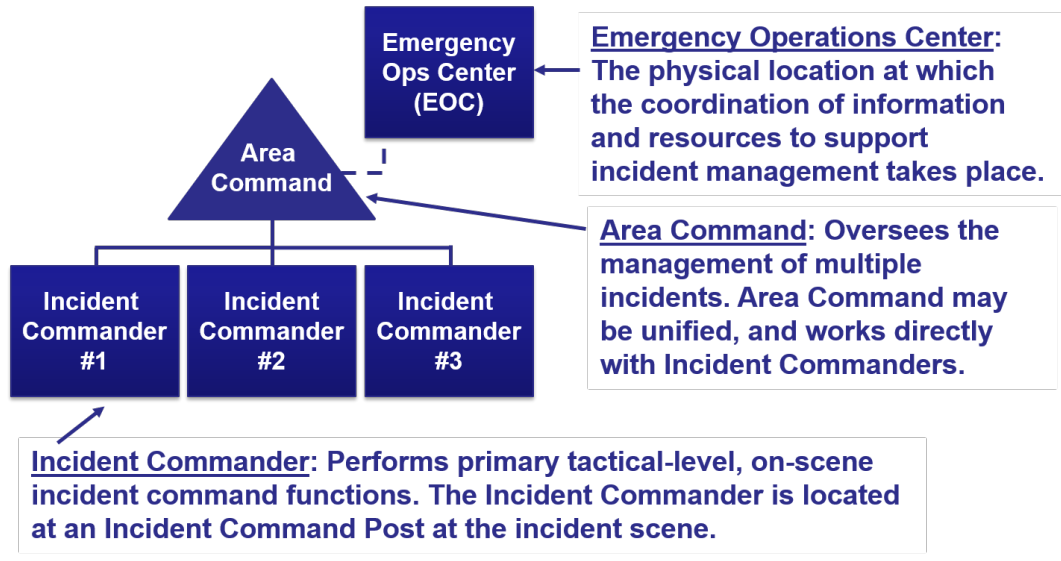 Emergency
Ops Center
(EOC)
Emergency Operations Center:
The physical location at which
the coordination of information
and resources to support
incident management takes place.
Area
Command
Area Command: Oversees the
management of multiple
incidents. Area Command may
be unified, and works directly
with Incident Commanders.
Incident
Commander
#1
Incident
Commander
#2
Incident
Commander
#3
Incident Commander: Performs primary tactical-level, on-scene
incident command functions. The Incident Commander is located
at an Incident Command Post at the incident scene.